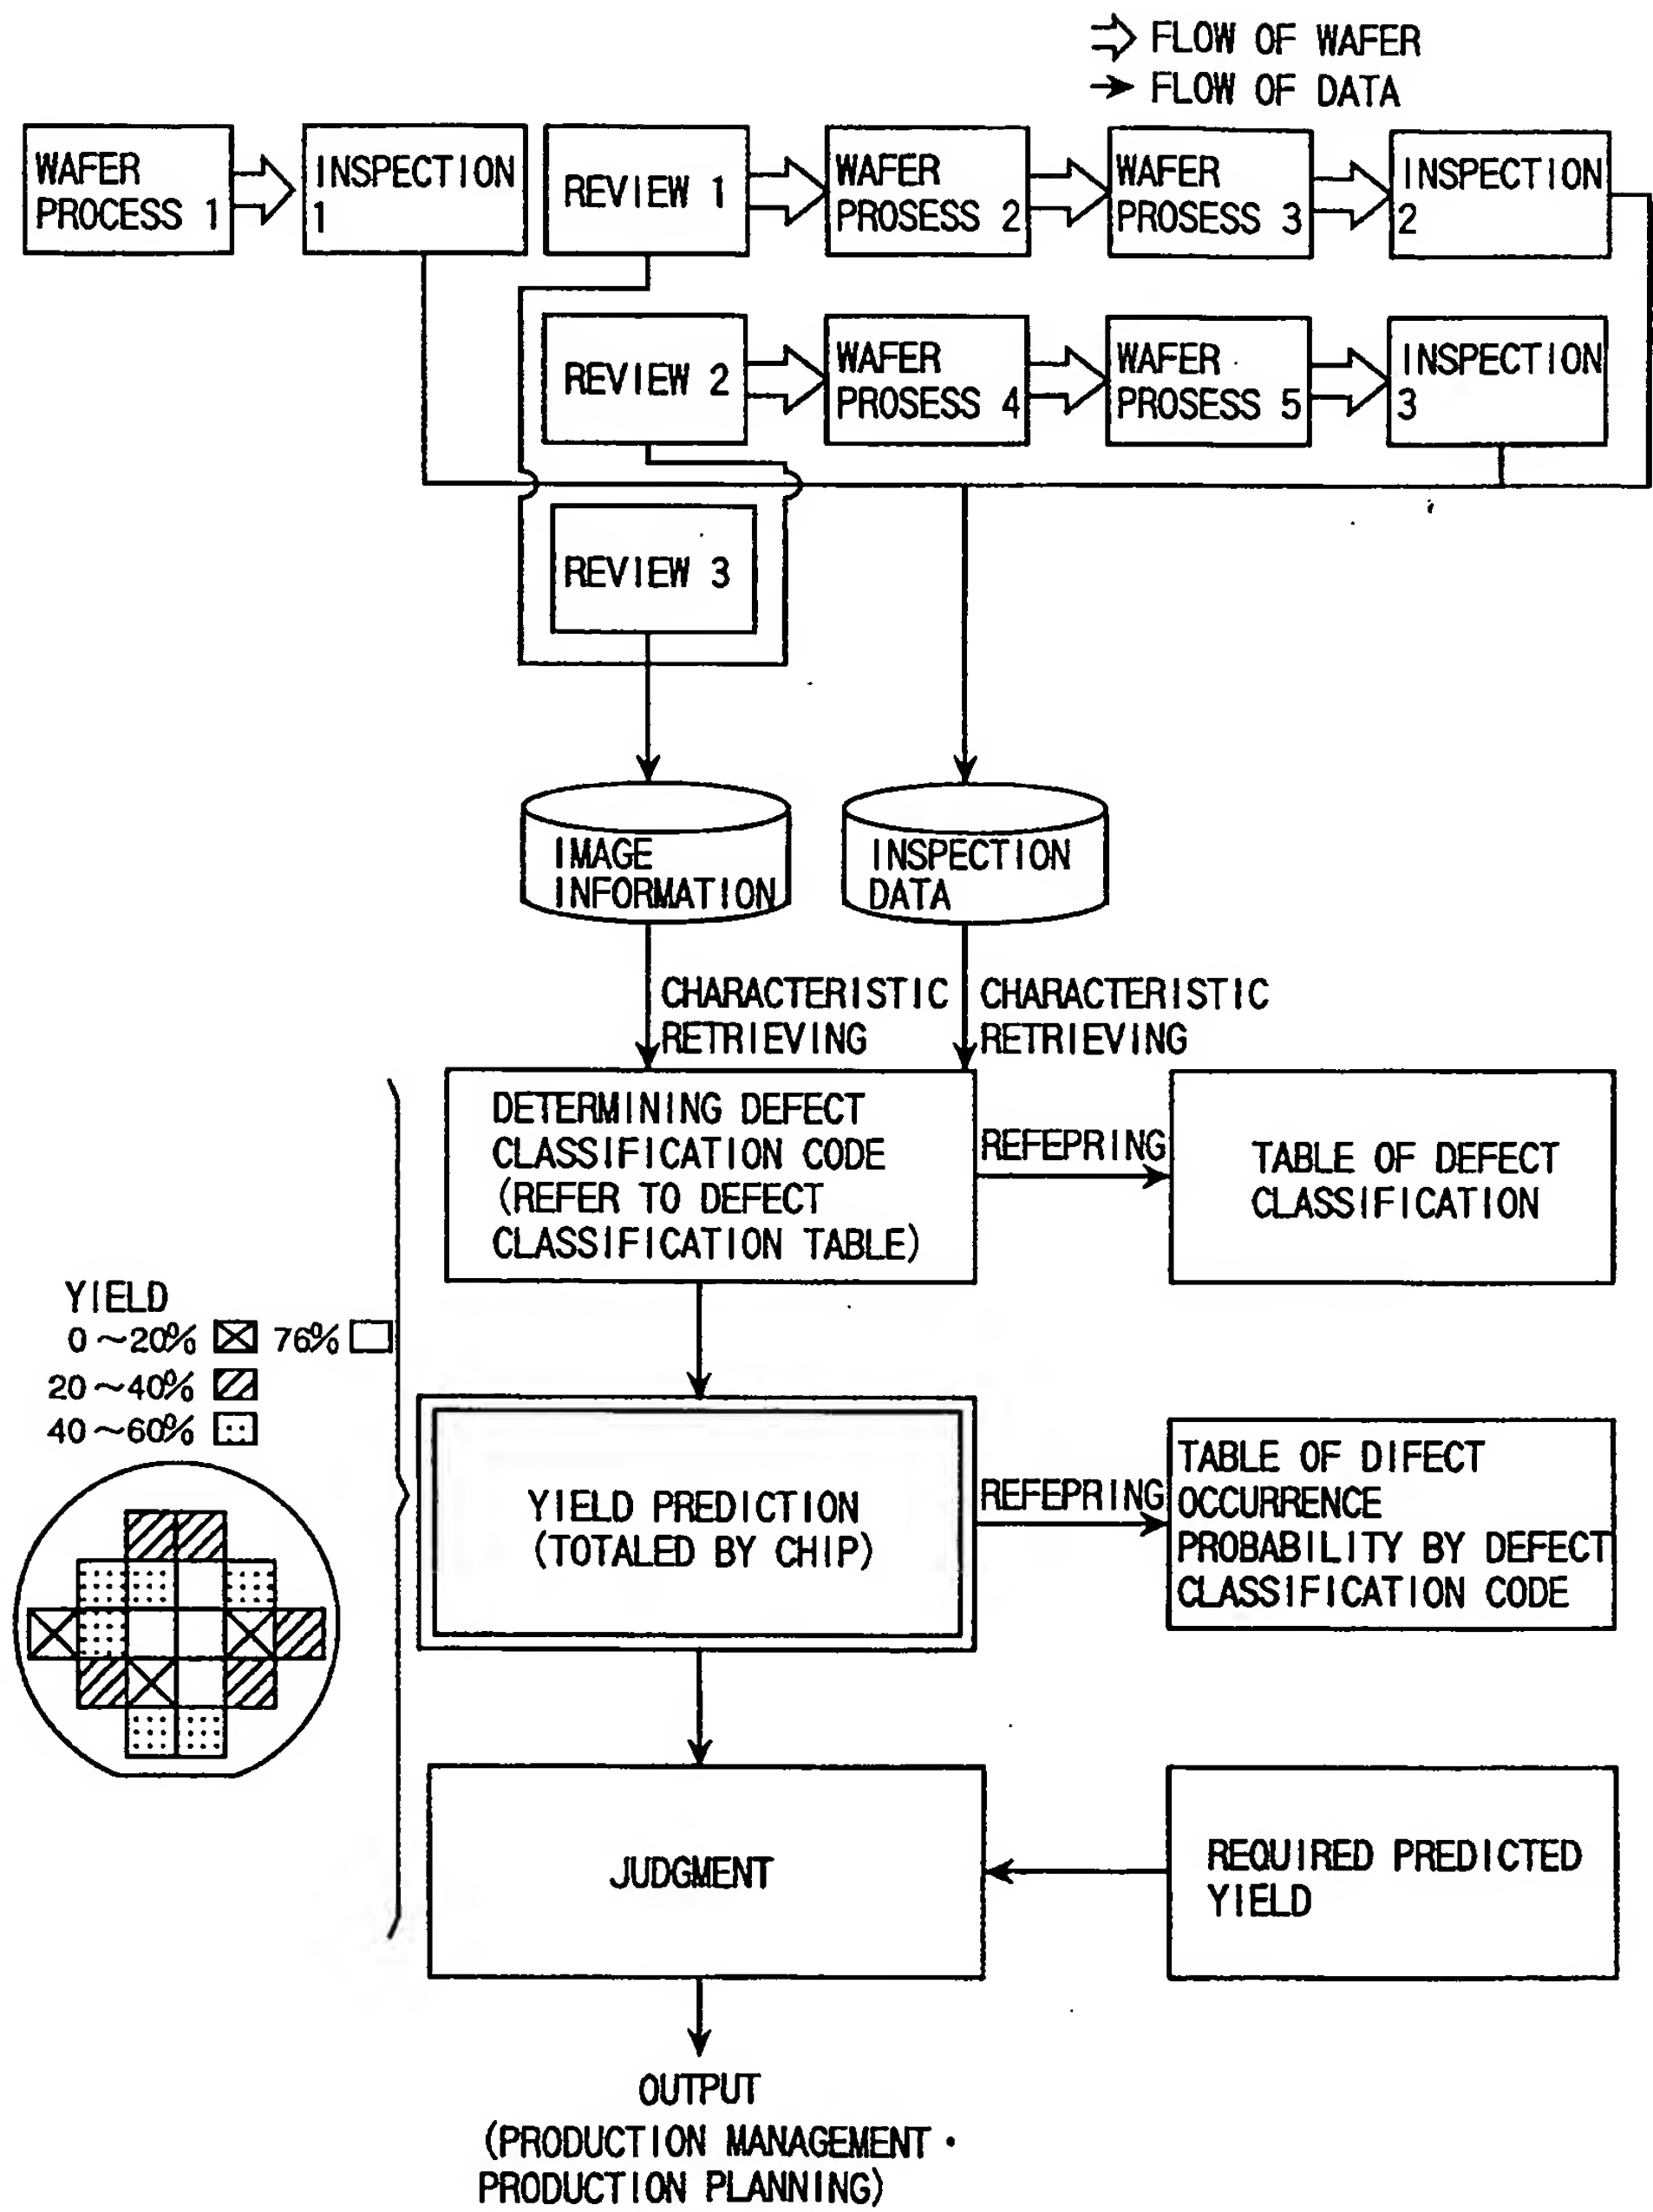 FLOW OF WAFER
FLOW OF DATA
WAFER
PROCESS 1
INSPECTION
1
REVIEW 1
WAFER
PROSESS 2
WAFER
PROSESS 3
INSPECTION
2
REVIEW 2
WAFER
PROSESS 4
WAFER
PROSESS 5
INSPECTION
3
REVIEW 3
IMAGE
INFORMATION
INSPECTION
DATA
CHARACTERISTIC
RETRIEVING
CHARACTERISTIC
RETRIEVING
DETERMINING DEFECT
CLASSIFICATION CODE
(REFER TO DEFECT
CLASSIFICATION TABLE)
REFEPRING
TABLE OF DEFECT
CLASSIFICATION
YIELD
0~20% 76%
20~40%
40~60%
YIELD PREDICTION
(TOTALED BY CHIP)
REFEPRING
TABLE OF DIFECT
OCCURRENCE
PROBABILITY BY DEFECT
CLASSIFICATION CODE
JUDGMENT
REQUIRED PREDICTED
YIELD
OUTPUT
(PRODUCTION MANAGEMENT・
PRODUCTION PLANNING)